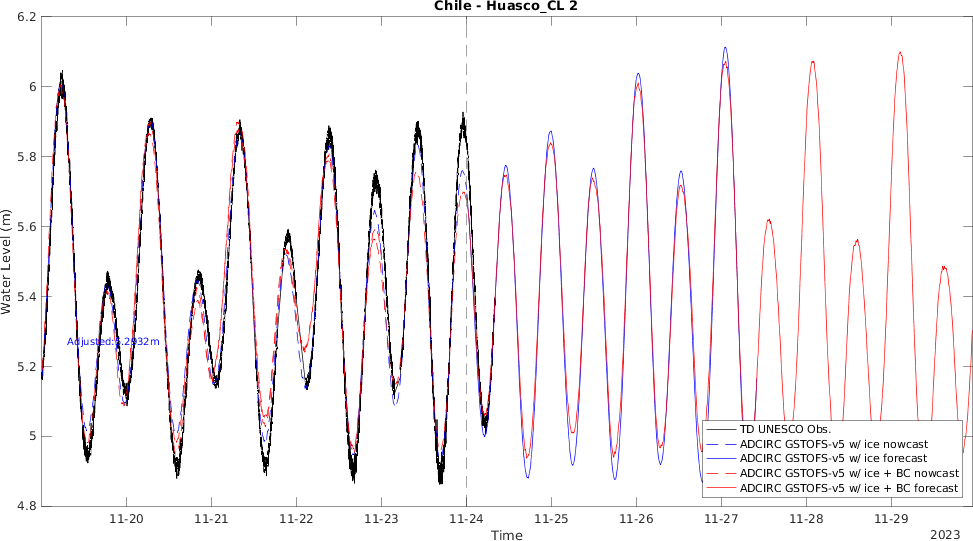 Chile - Huasco_CL 2
6.2
6
5.8
5.6
5.4
5.2
5
4.8
Water Level (m)
Adjusted:5.2932m
TD UNESCO Obs.
ADCIRC GSTOFS-v5 w/ ice nowcast
ADCIRC GSTOFS-v5 w/ ice forecast
ADCIRC GSTOFS-v5 w/ ice + BC nowcast
ADCIRC GSTOFS-v5 w/ ice + BC forecast
11-20 11-21 11-22 11-23 11-24 11-25 11-26 11-27 11-28 11-29
Time
2023